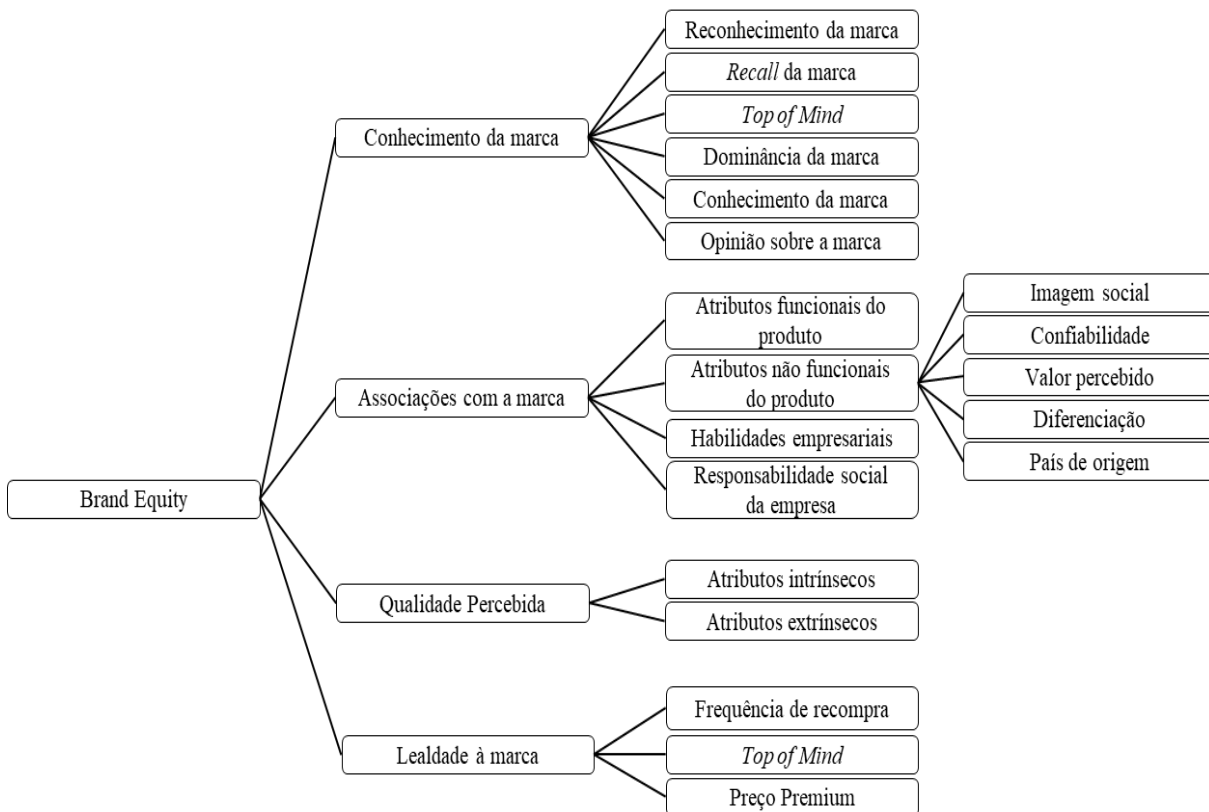 Reconhecimento da marca
Recall da marca
Top of Mind
Conhecimento da marca
Dominância da marca
Conhecimento da marca
Opinião sobre a marca
Atributos funcionais do
produto
Imagem social
Confiabilidade
Atributos não funcionais
do produto
Valor percebido
Associações com a marca
Diferenciação
Habilidades empresariais
País de origem
Responsabilidade social
da empresa
Brand Equity
Atributos intrínsecos
Qualidade Percebida
Atributos extrínsecos
Frequência de recompra
Lealdade à marca
Top of Mind
Preço Premium